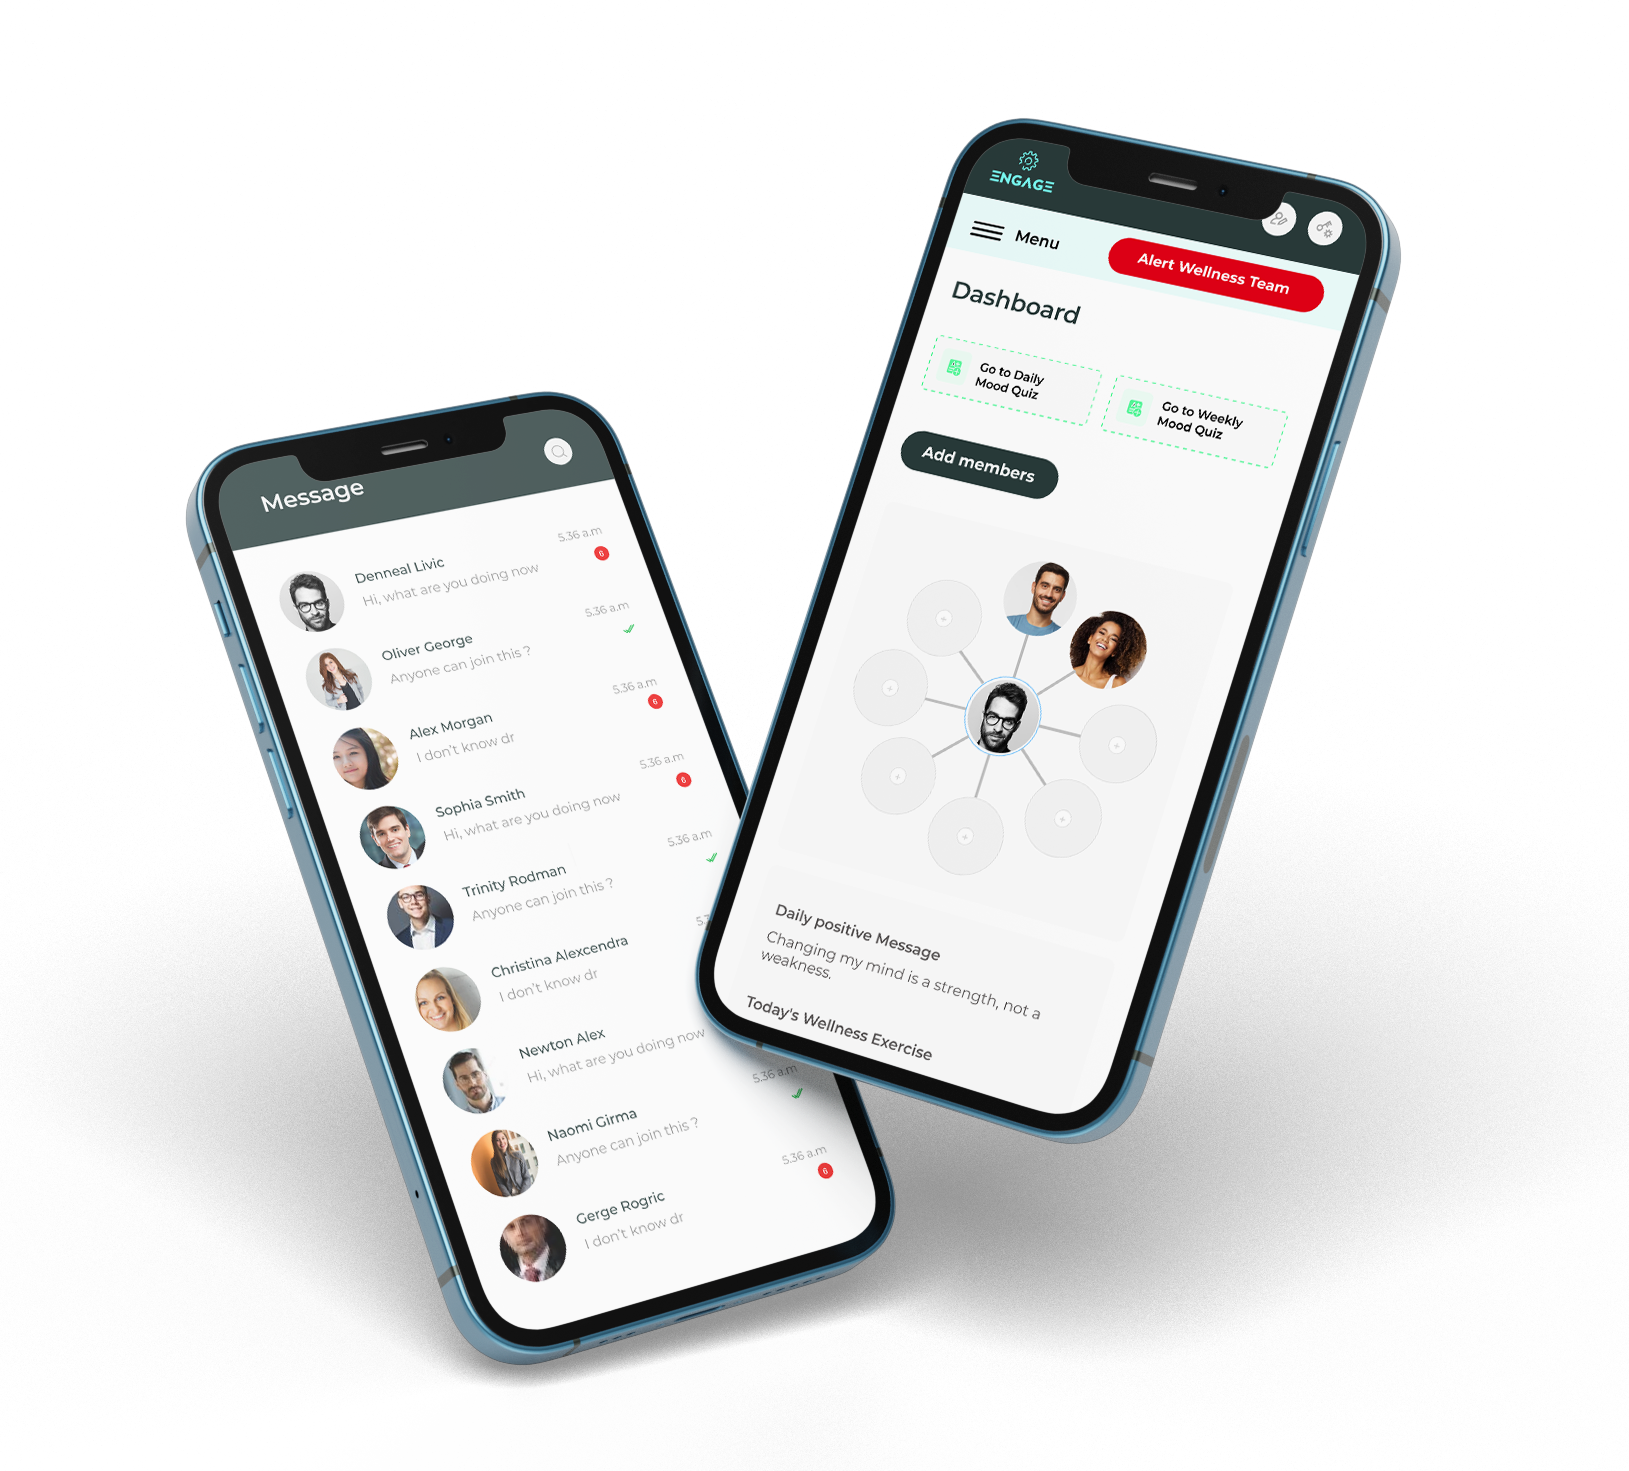 Message
Denneal Livic
5.36 a.m
Hi, what are you doing now
6
Oliver George
5.36 a.m
Anyone can join this ?
Alex Morgan
5.36 a.m
I don't know dr
6
Sophia Smith
5.36 a.m
Hi, what are you doing now
6
Trinity Rodman
5.36 a.m
Anyone can join this ?
Christina Alexcendra
I don't know dr
Newton Alex
Hi, what are you doing now
Naomi Girma
5.36 a.m
Anyone can join this ?
Gerge Rogric
5.36 a.m
I don't know dr
6
ENGAGE
Menu
Alert Wellness Team
Dashboard
Go to Daily
Mood Quiz
Go to Weekly
Mood Quiz
Add members
Daily positive Message
Changing my mind is a strength, not a
weakness.
Today's Wellness Exercise